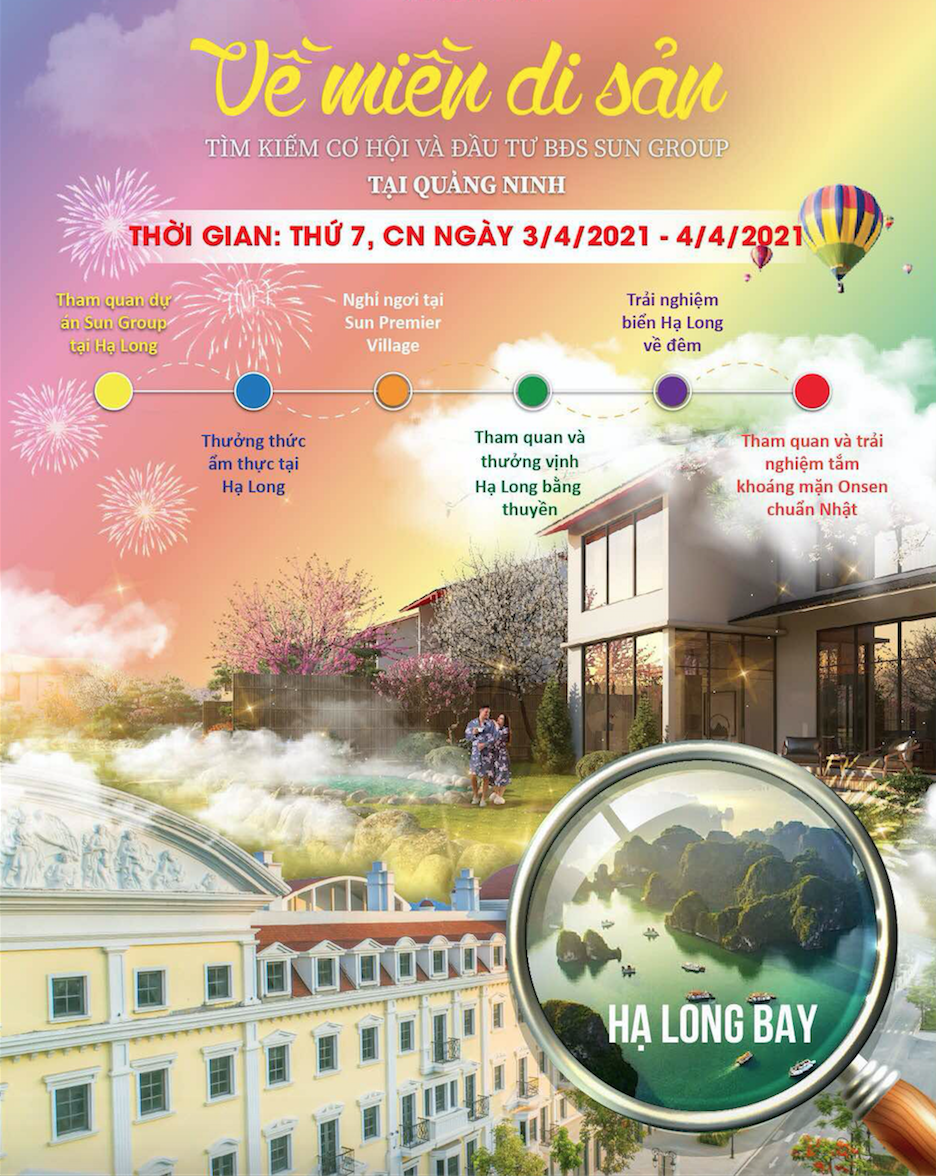 Về miền di sản
TÌM KIẾM CƠ HỘI VÀ ĐẦU TƯ BĐS SUN GROUP
TẠI QUẢNG NINH
THỜI GIAN: THỨ 7, CN NGÀY 3/4/2021 - 4/4/2021
Tham quan dự
án Sun Group
tại Hạ Long
Thưởng thức
ẩm thực tại
Hạ Long
Nghỉ ngơi tại
Sun Premier
Village
Tham quan và
thưởng vịnh
Hạ Long bằng
thuyền
Trải nghiệm
biển Hạ Long
về đêm
Tham quan và trải
nghiệm tắm
khoáng mặn Onsen
chuẩn Nhật
HẠ LONG BAY